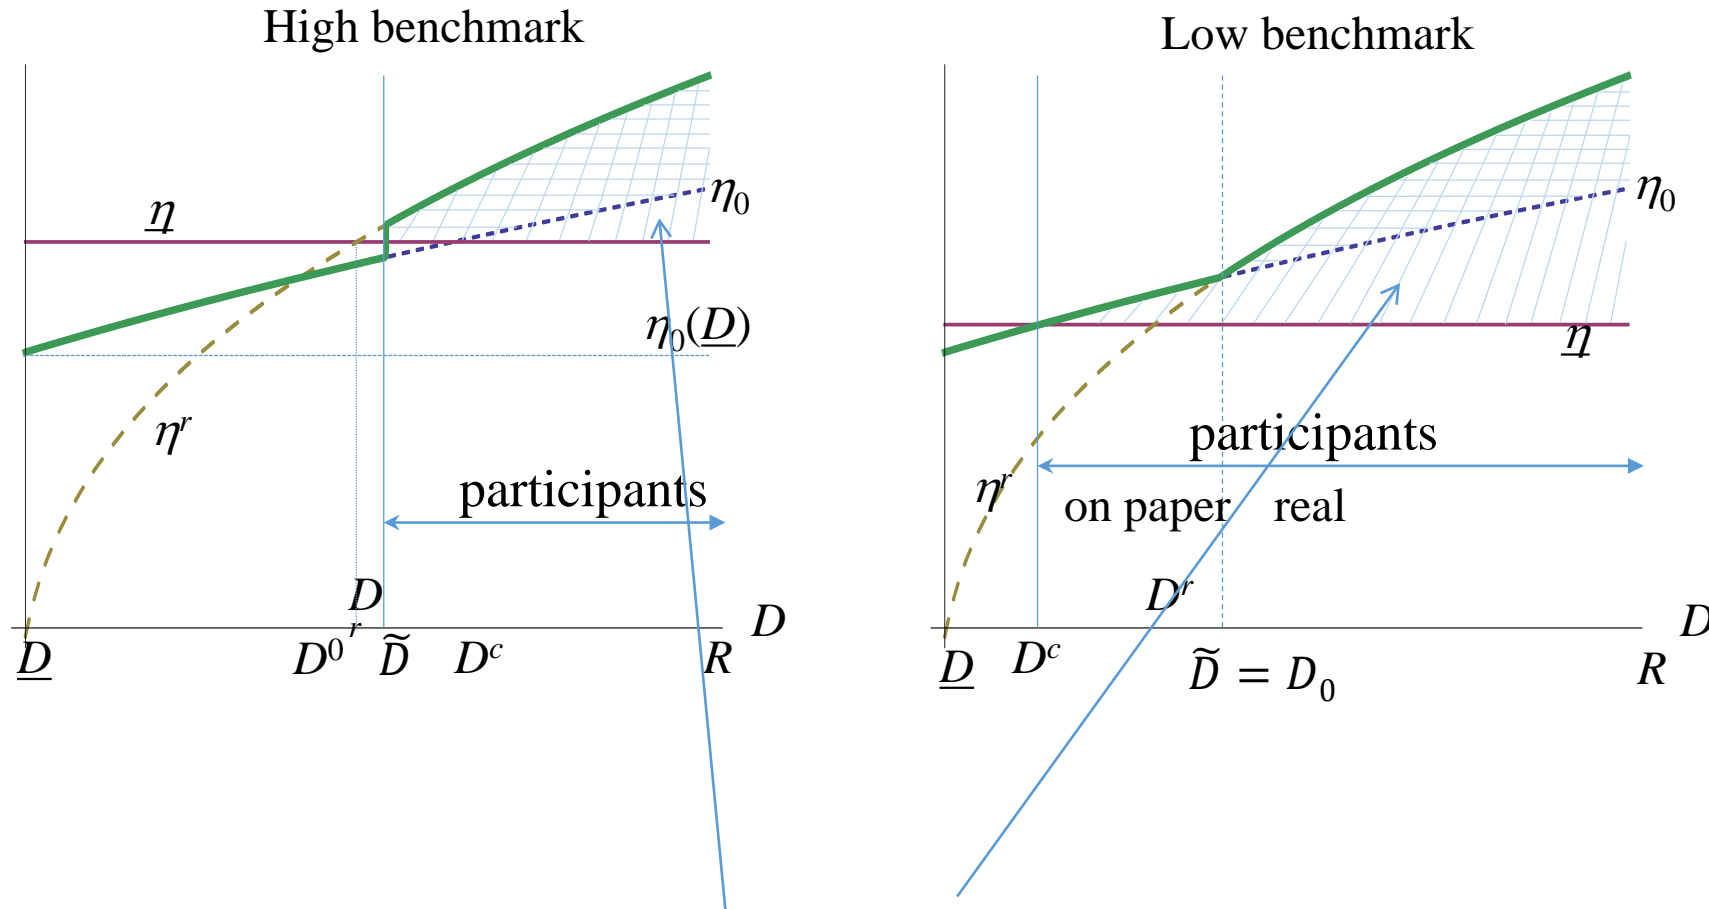 High benchmark
η
η₀
η₀(D)
ηʳ
participants
D
r
D
D
D⁰
D̃
Dᶜ
R
Low benchmark
η₀
η
participants
ηʳ
on paper
real
Dʳ
D
D
Dᶜ
D̃ = D₀
R